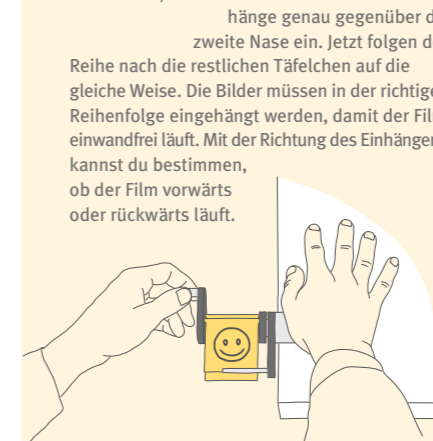 hänge genau gegenüber d
zweite Nase ein. Jetzt folgen d
Reihe nach die restlichen Täfelchen auf die
gleiche Weise. Die Bilder müssen in der richtige
Reihenfolge eingehängt werden, damit der Fil
einwandfrei läuft. Mit der Richtung des Einhänge
kannst du bestimmen,
ob der Film vorwärts
oder rückwärts läuft.